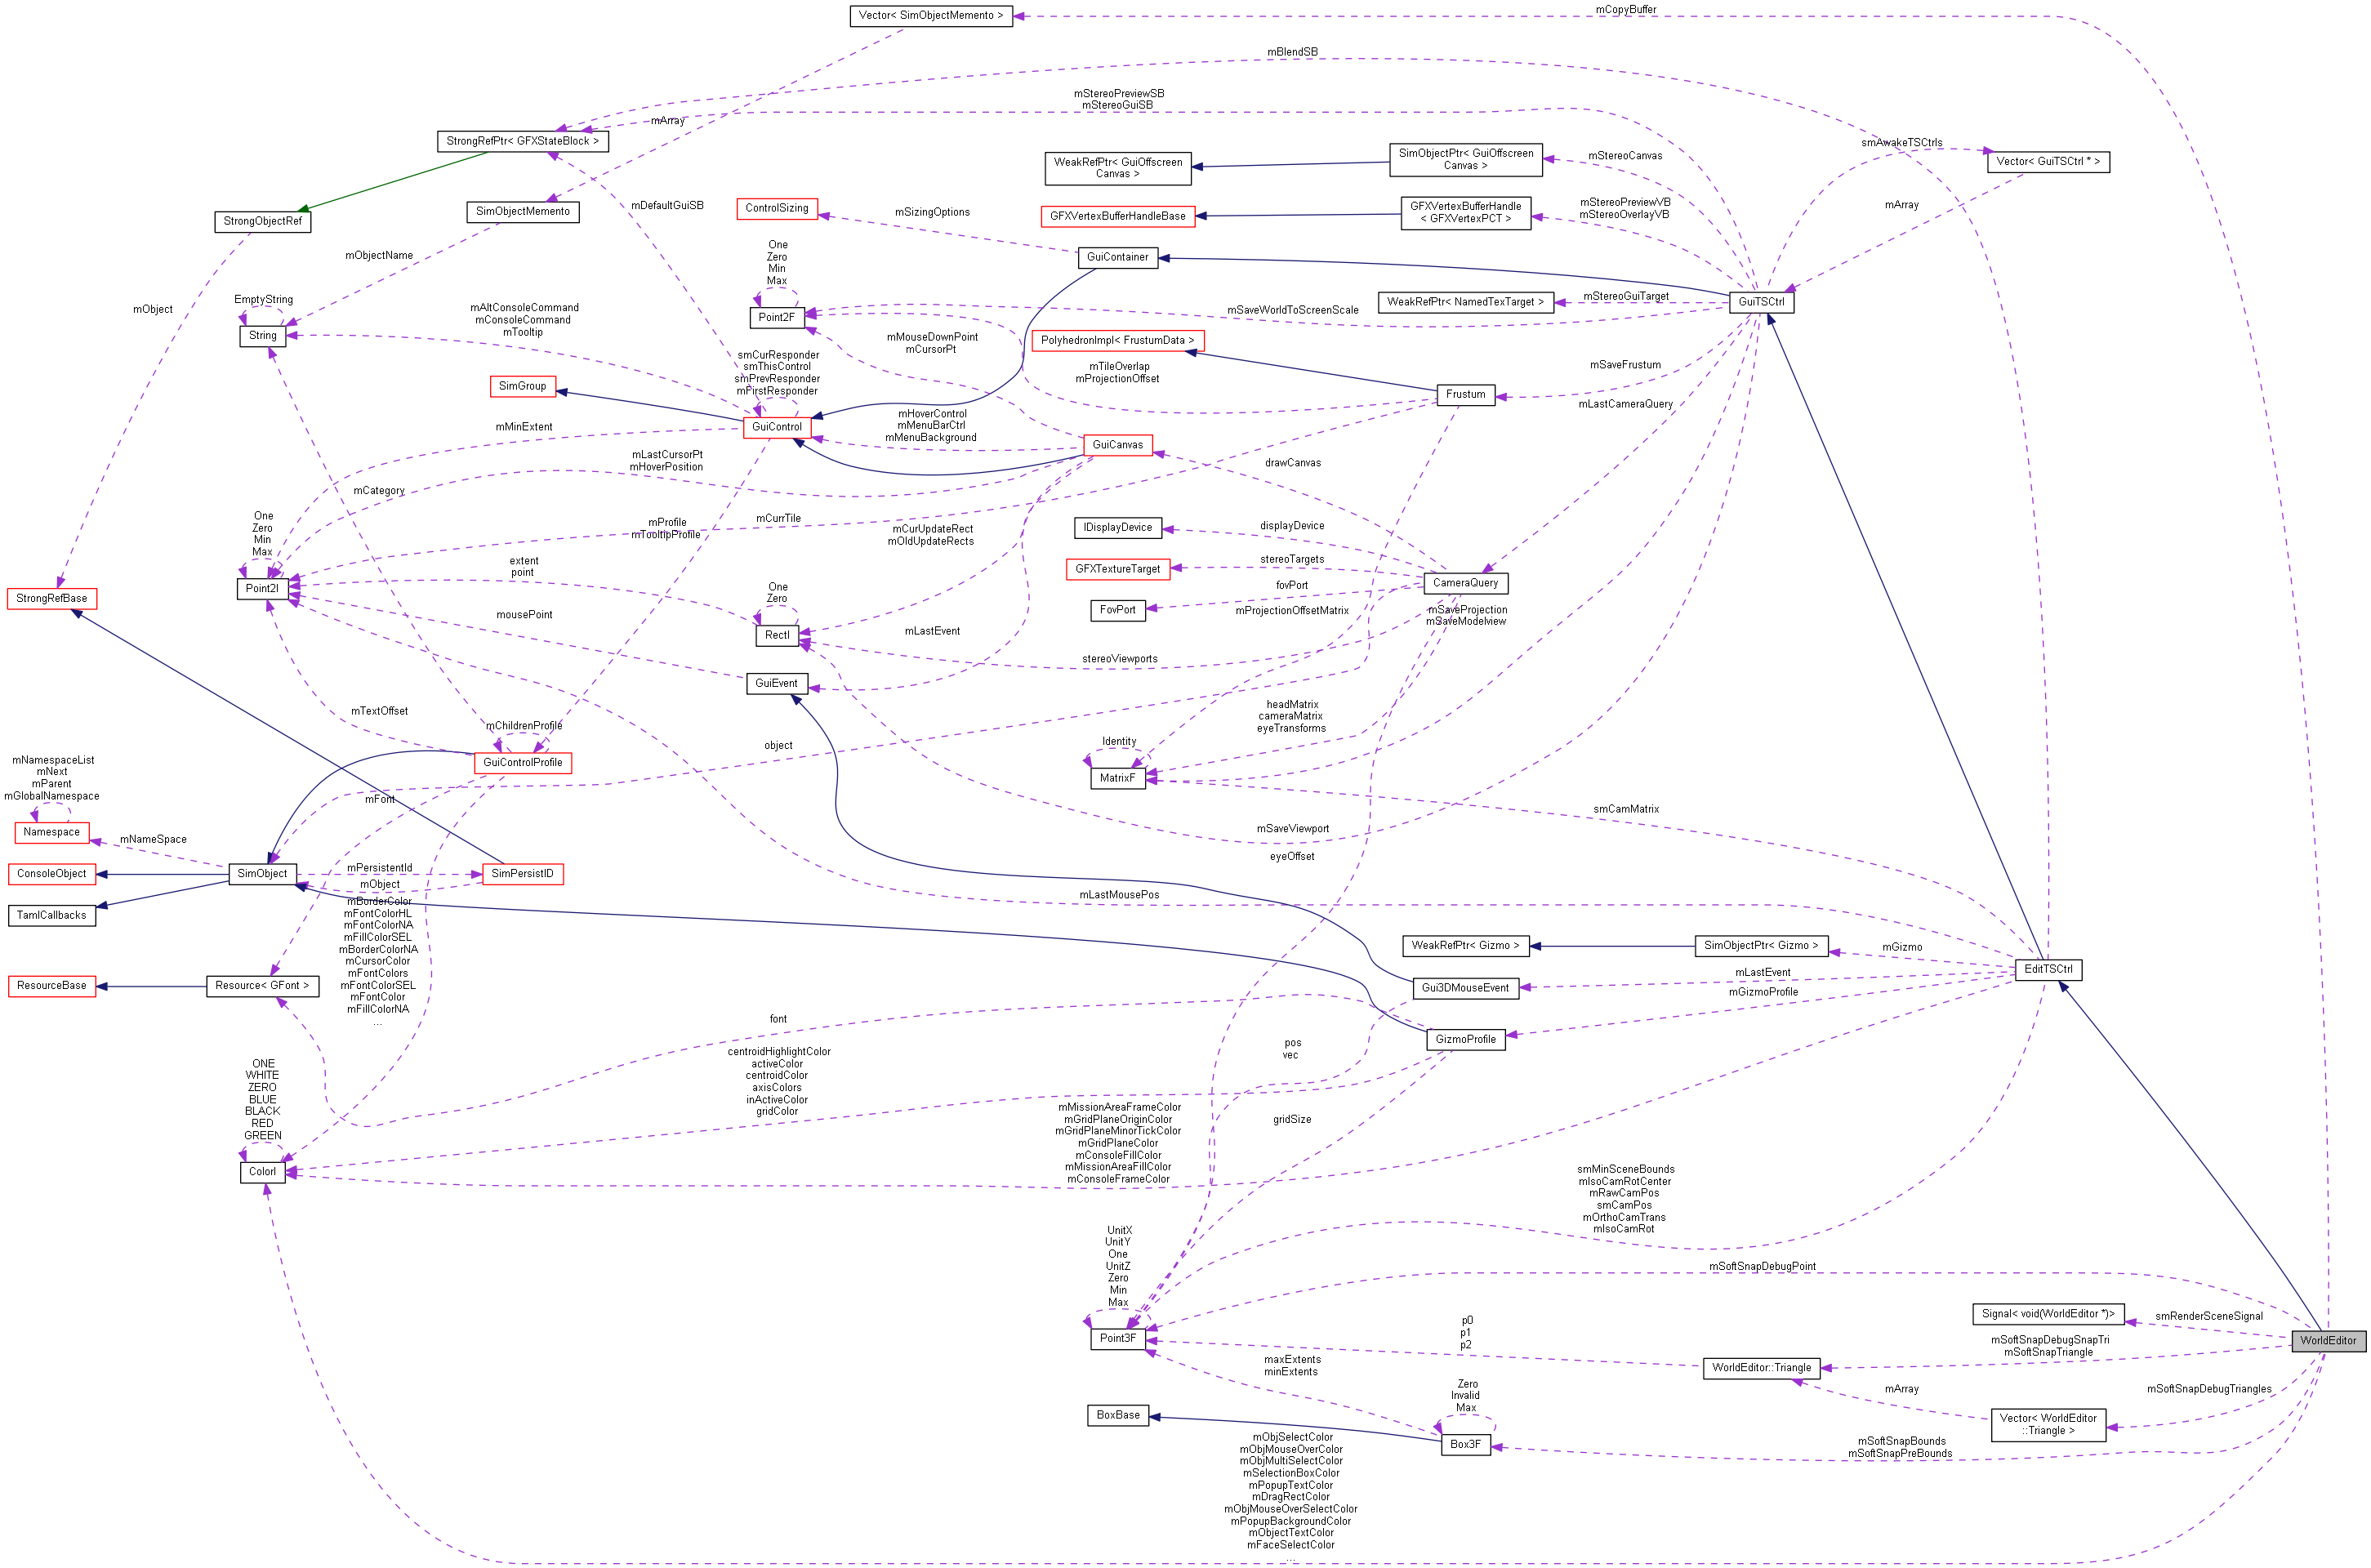 Vector< SimObjectMemento >
mCopyBuffer
mBlendSB
mStereoPreviewSB
mStereoGuiSB
mArray
StrongRefPtr< GFXStateBlock >
smAwakeTSCtrls
WeakRefPtr< GuiOffscreen
Canvas >
SimObjectPtr< GuiOffscreen
Canvas >
mStereoCanvas
Vector< GuiTSCtrl * >
StrongObjectRef
SimObjectMemento
mDefaultGuiSB
ControlSizing
mSizingOptions
GFXVertexBufferHandleBase
GFXVertexBufferHandle
< GFXVertexPCT >
mStereoPreviewVB
mStereoOverlayVB
mArray
mObjectName
One
Zero
Min
Max
GuiContainer
mObject
EmptyString
String
mAltConsoleCommand
mConsoleCommand
mTooltip
Point2F
WeakRefPtr< NamedTexTarget >
mStereoGuiTarget
GuiTSCtrl
mSaveWorldToScreenScale
mMouseDownPoint
mCursorPt
PolyhedronImpl< FrustumData >
smCurResponder
smThisControl
smPrevResponder
mFirstResponder
mTileOverlap
mProjectionOffset
mSaveFrustum
SimGroup
Frustum
mLastCameraQuery
mMinExtent
GuiControl
mHoverControl
mMenuBarCtrl
mMenuBackground
GuiCanvas
mLastCursorPt
mHoverPosition
drawCanvas
mCategory
One
Zero
Min
Max
mProfile
mTooltipProfile
mCurrTile
mCurUpdateRect
mOldUpdateRects
IDisplayDevice
displayDevice
extent
point
GFXTextureTarget
stereoTargets
StrongRefBase
Point2I
One
Zero
CameraQuery
fovPort
FovPort
mousePoint
RectI
mLastEvent
mProjectionOffsetMatrix
mSaveProjection
mSaveModelview
stereoViewports
GuiEvent
mTextOffset
mChildrenProfile
headMatrix
cameraMatrix
eyeTransforms
object
Identity
GuiControlProfile
MatrixF
mNamespaceList
mNext
mParent
mGlobalNamespace
mFont
smCamMatrix
Namespace
mNameSpace
mSaveViewport
eyeOffset
ConsoleObject
SimObject
mPersistentId
mObject
SimPersistID
mLastMousePos
TamlCallbacks
mBorderColor
mFontColorHL
mFontColorNA
mFillColorSEL
mBorderColorNA
mCursorColor
mFontColors
mFontColorSEL
mFontColor
mFillColorNA
...
WeakRefPtr< Gizmo >
SimObjectPtr< Gizmo >
mGizmo
EditTSCtrl
ResourceBase
Resource< GFont >
Gui3DMouseEvent
mLastEvent
mGizmoProfile
font
GizmoProfile
pos
vec
centroidHighlightColor
activeColor
centroidColor
axisColors
inActiveColor
gridColor
ONE
WHITE
ZERO
BLUE
BLACK
RED
GREEN
ColorI
mMissionAreaFrameColor
mGridPlaneOriginColor
mGridPlaneMinorTickColor
mGridPlaneColor
mConsoleFillColor
mMissionAreaFillColor
mConsoleFrameColor
gridSize
smMinSceneBounds
mIsoCamRotCenter
mRawCamPos
smCamPos
mOrthoCamTrans
mIsoCamRot
UnitX
UnitY
One
UnitZ
Zero
Min
Max
mSoftSnapDebugPoint
Signal< void(WorldEditor *)>
smRenderSceneSignal
Point3F
p0
p1
p2
WorldEditor
mSoftSnapDebugSnapTri
mSoftSnapTriangle
WorldEditor::Triangle
maxExtents
minExtents
Zero
Invalid
Max
mArray
mSoftSnapDebugTriangles
BoxBase
Vector< WorldEditor
::Triangle >
Box3F
mSoftSnapBounds
mSoftSnapPreBounds
mObjSelectColor
mObjMouseOverColor
mObjMultiSelectColor
mSelectionBoxColor
mPopupTextColor
mDragRectColor
mObjMouseOverSelectColor
mPopupBackgroundColor
mObjectTextColor
mFaceSelectColor
...